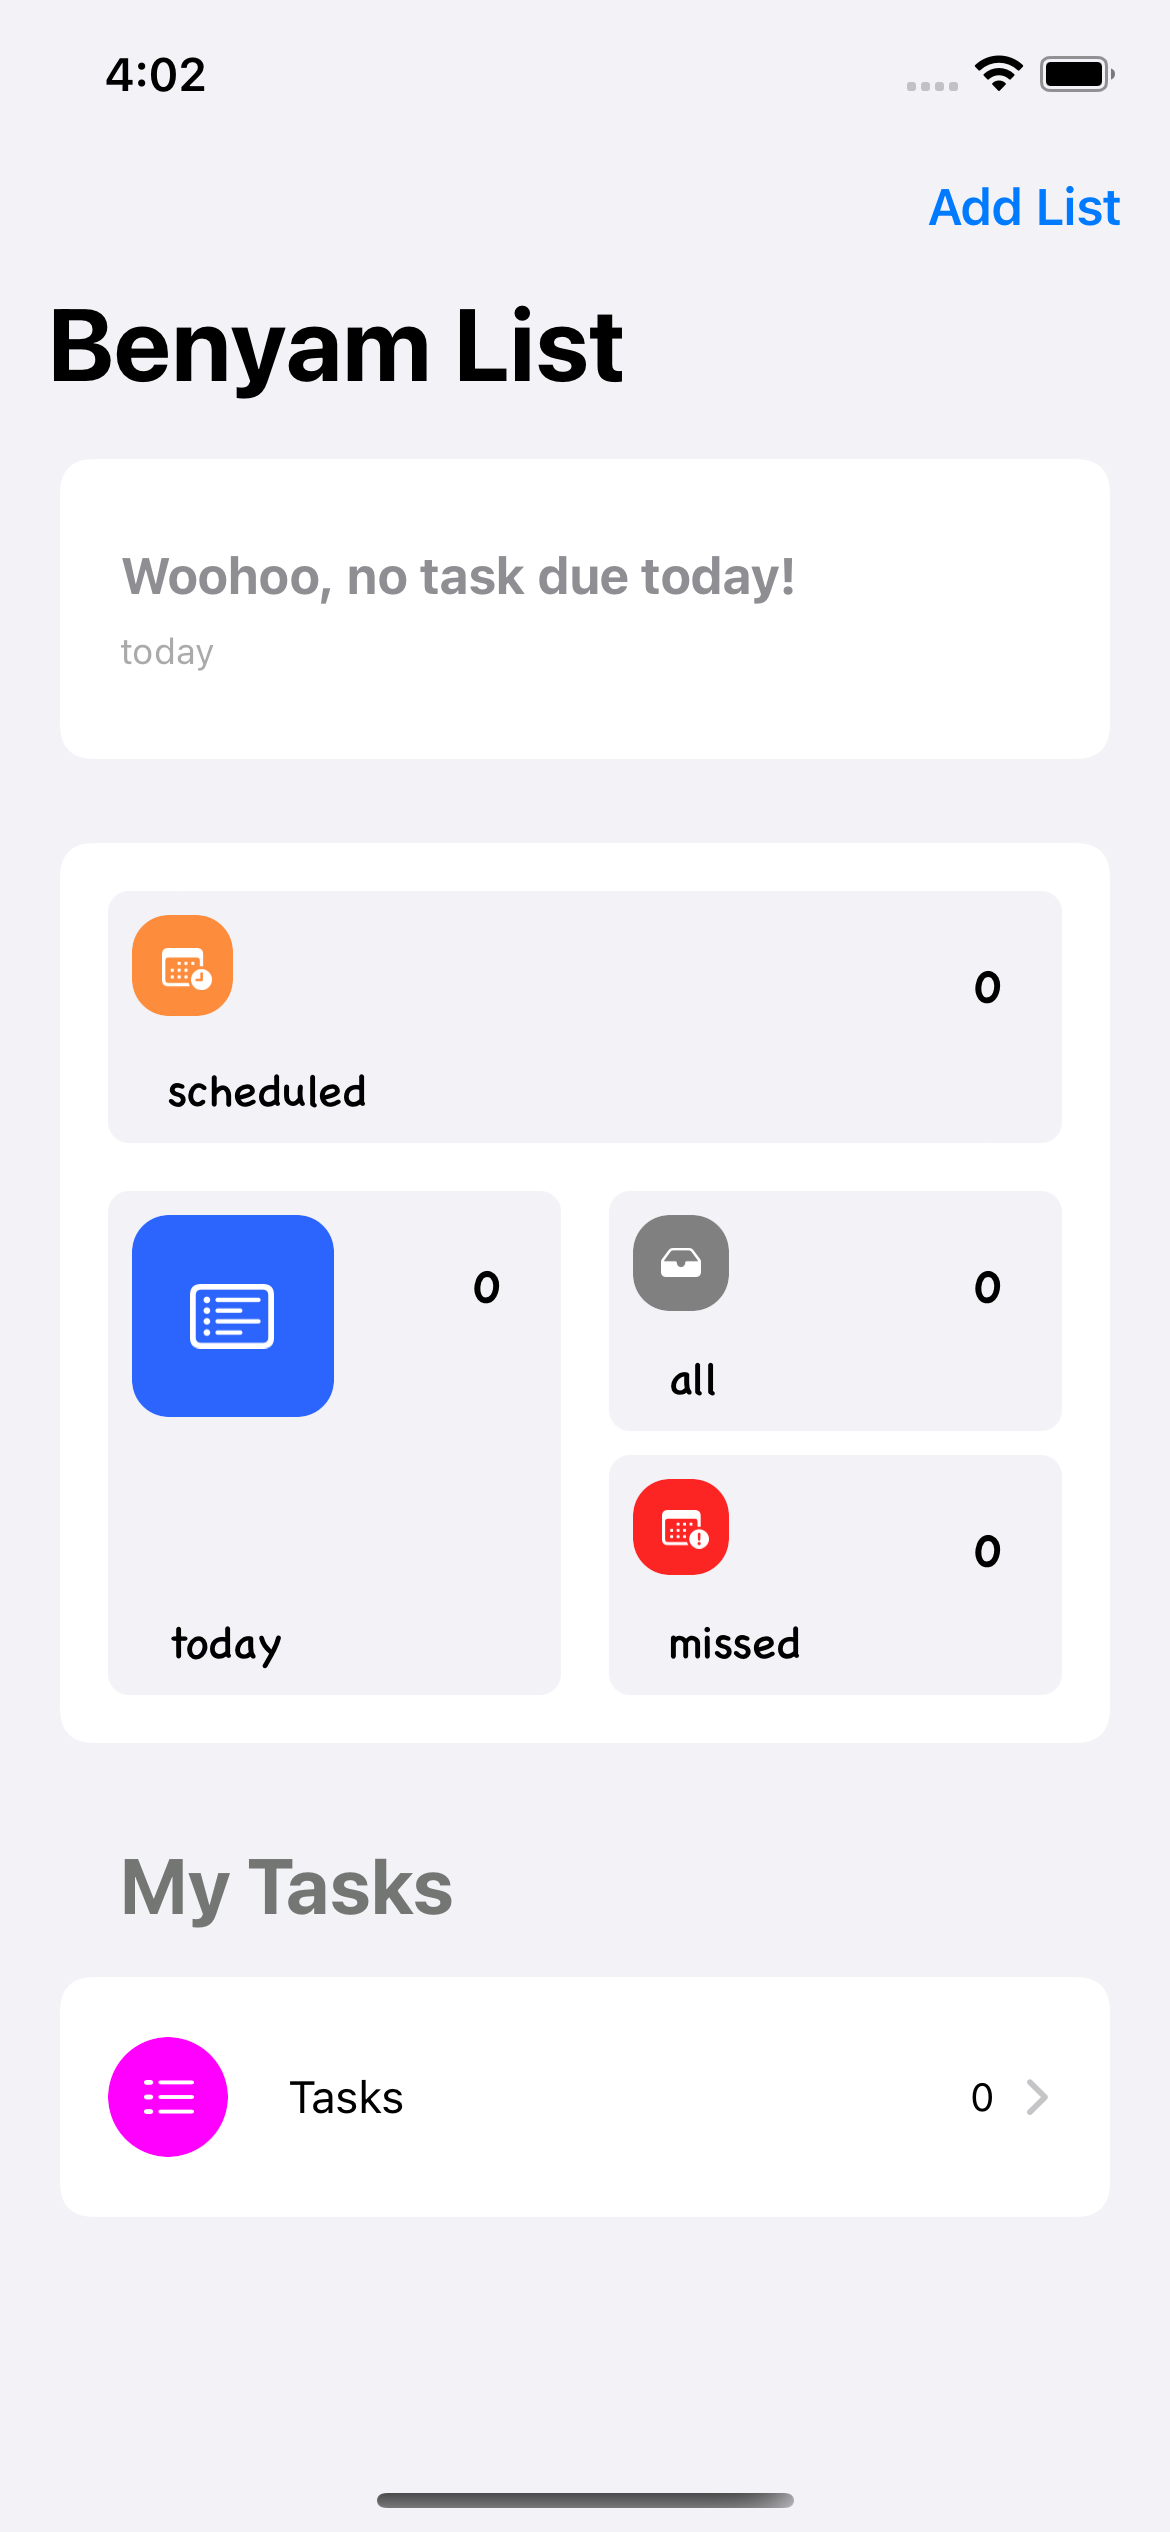 4:02
Add List
Benyam List
Woohoo, no task due today!
today
0
scheduled
0
0
all
0
today
missed
My Tasks
Tasks 0